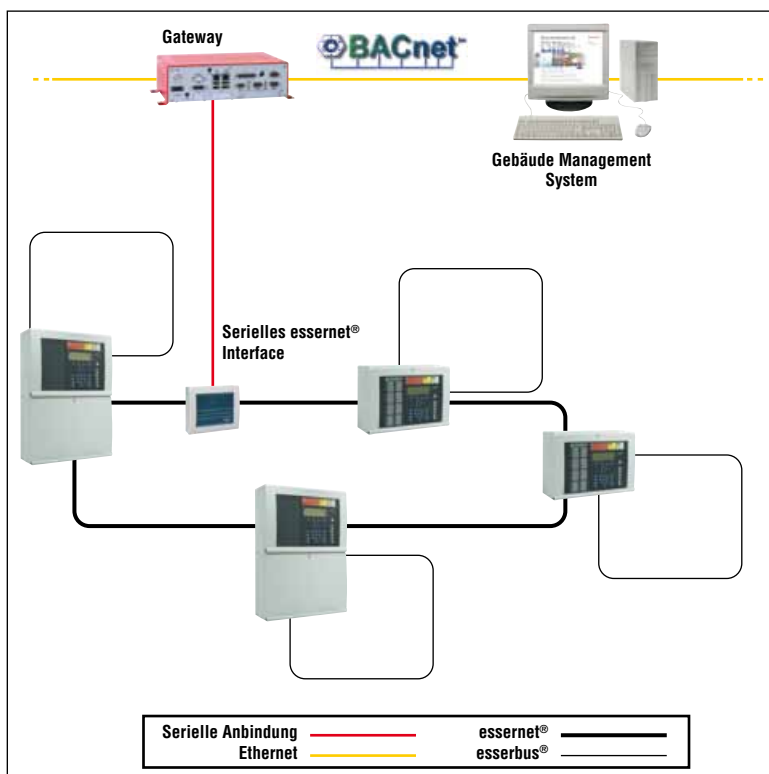 Gateway
BACnet
Gebäude Management
System
Serielles essernet®
Interface
Serielle Anbindung
essernet®
Ethernet
esserbus®